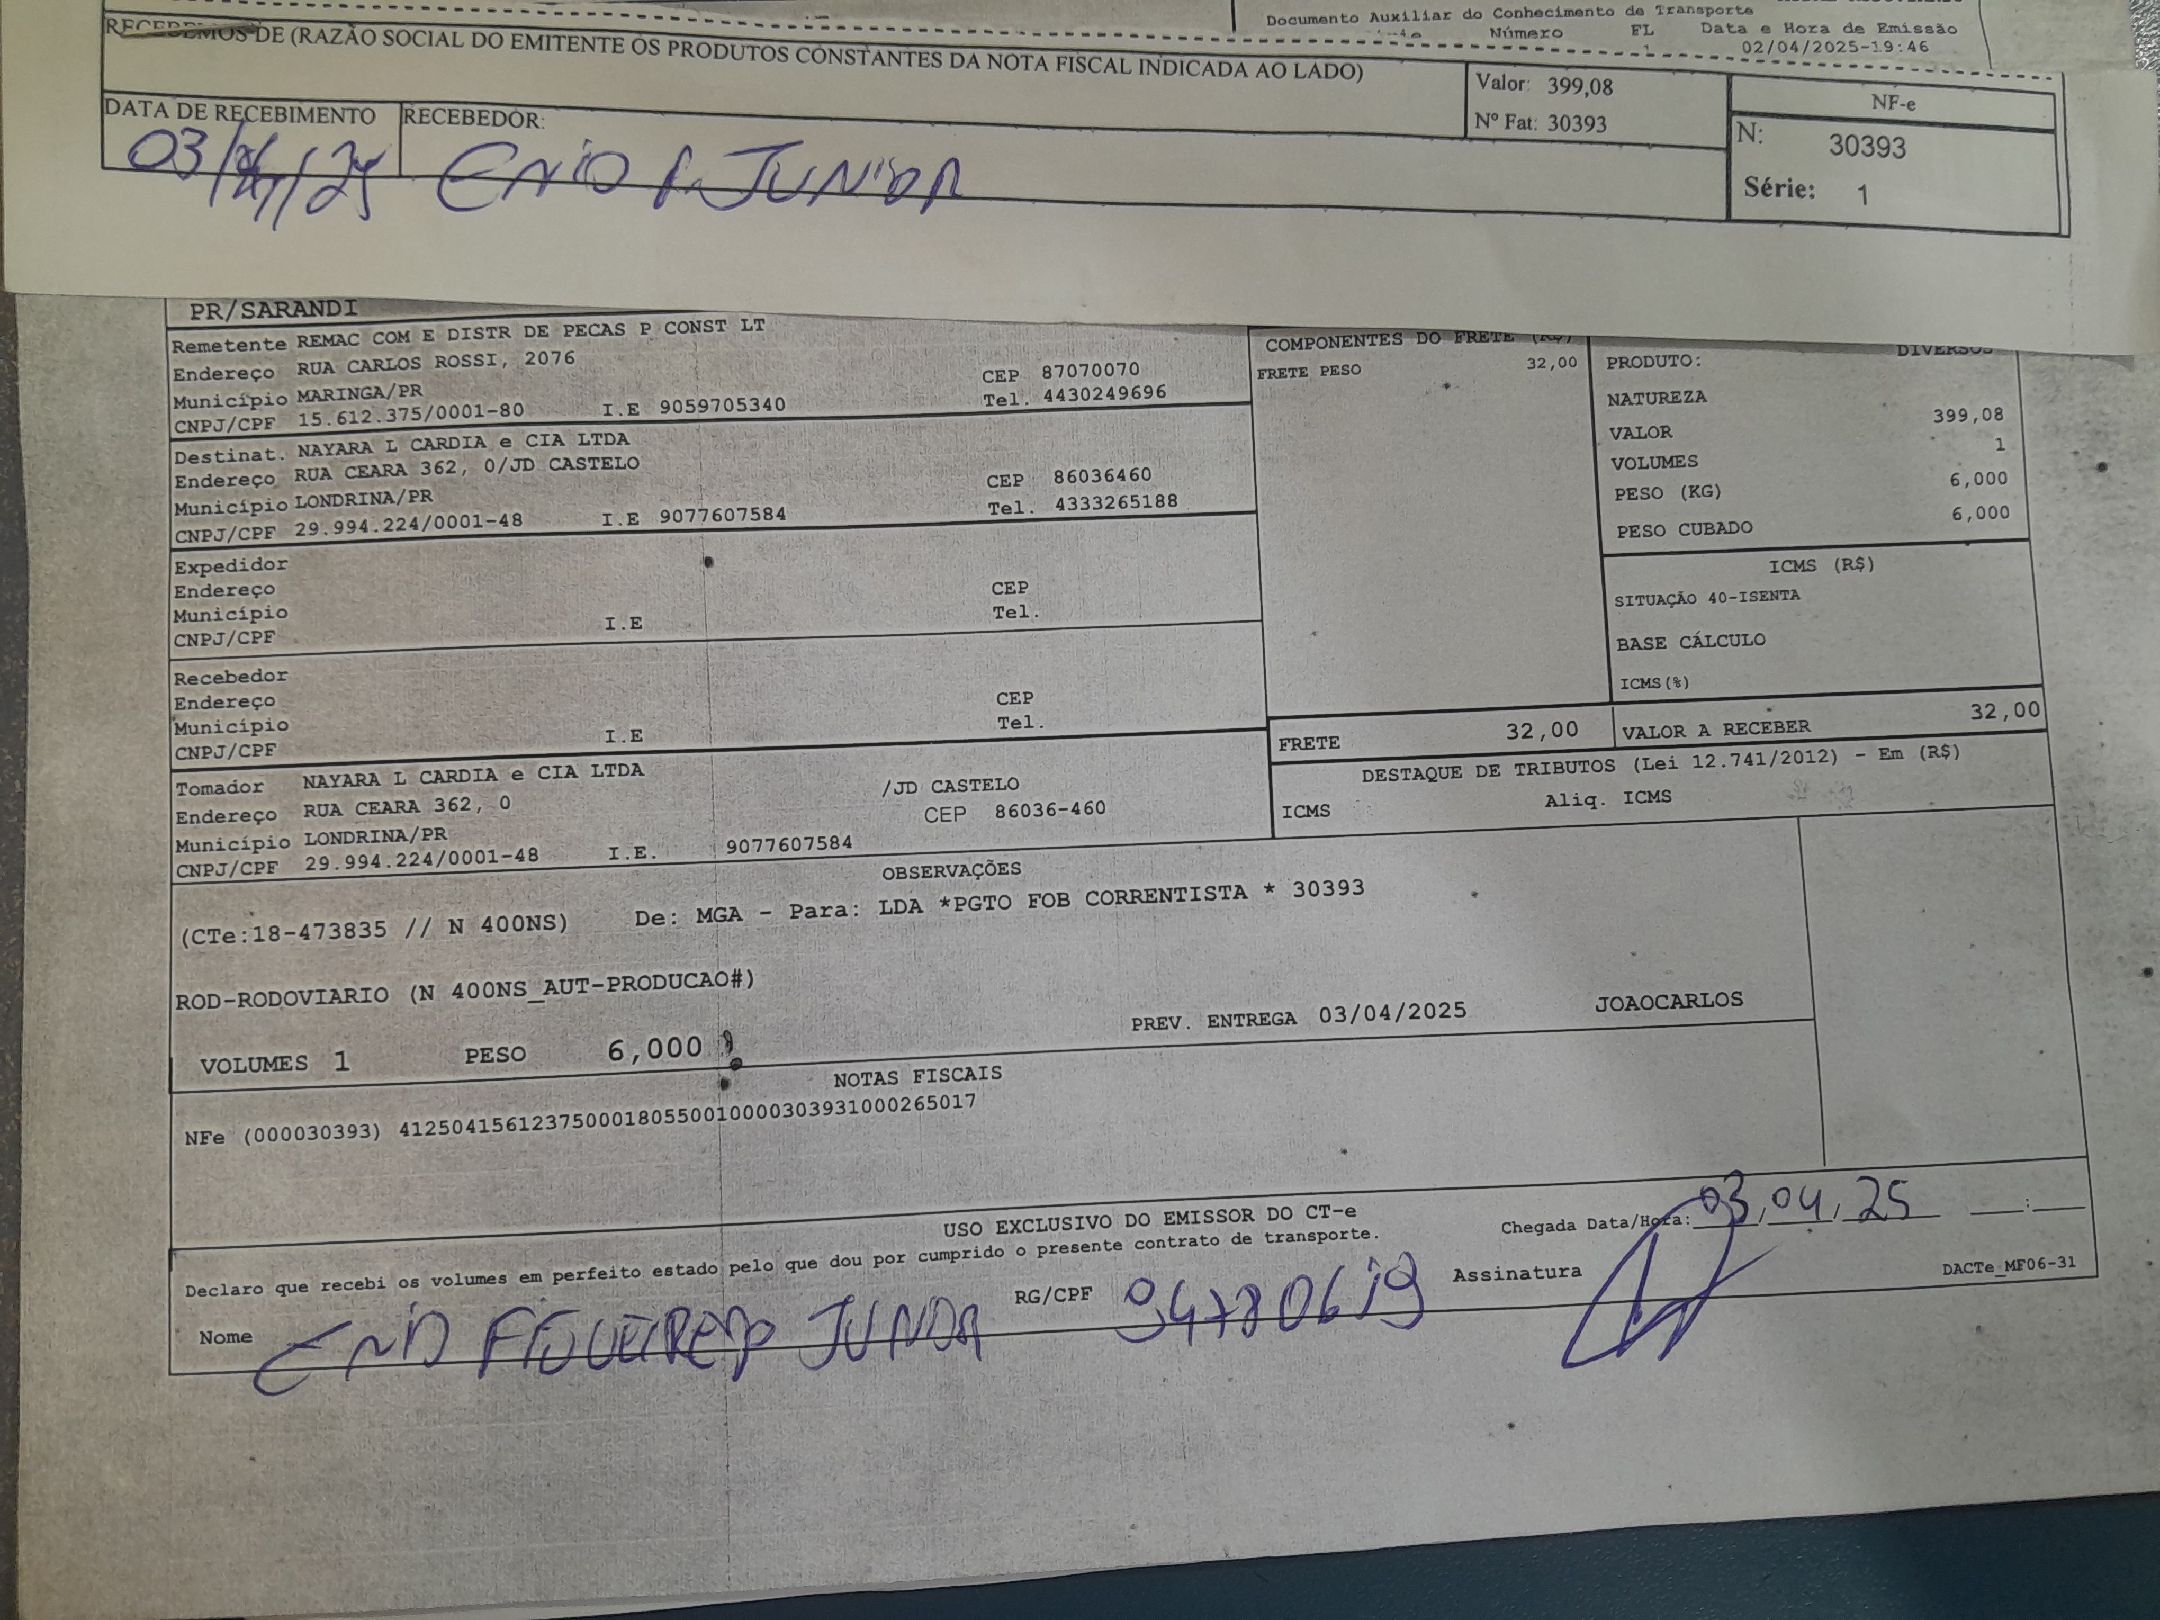 Documento Auxiliar do Conhecimento de Transporte
Número FL Data e Hora de Emissão
1 02/04/2025-19:46
RECEBEMOS DE (RAZÃO SOCIAL DO EMITENTE OS PRODUTOS CONSTANTES DA NOTA FISCAL INDICADA AO LADO)
Valor: 399,08
Nº Fat: 30393
NF-e
N: 30393
Série: 1
DATA DE RECEBIMENTO
RECEBEDOR:
ENIO F. JUNIOR
PR/SARANDI
Remetente REMAC COM E DISTR DE PECAS P CONST LT
Endereço RUA CARLOS ROSSI, 2076 CEP 87070070
Município MARINGA/PR Tel. 4430249696
CNPJ/CPF 15.612.375/0001-80 I.E 9059705340
Destinat. NAYARA L CARDIA e CIA LTDA
Endereço RUA CEARA 362, 0/JD CASTELO CEP 86036460
Município LONDRINA/PR Tel. 4333265188
CNPJ/CPF 29.994.224/0001-48 I.E 9077607584
Expedidor
Endereço CEP
Município Tel.
CNPJ/CPF I.E
Recebedor
Endereço CEP
Município Tel.
CNPJ/CPF I.E
Tomador NAYARA L CARDIA e CIA LTDA /JD CASTELO
Endereço RUA CEARA 362, 0 CEP 86036-460
Município LONDRINA/PR
CNPJ/CPF 29.994.224/0001-48 I.E. 9077607584
COMPONENTES DO FRETE (R$)
FRETE PESO 32,00
DIVERSOS
PRODUTO:
NATUREZA
VALOR 399,08
VOLUMES 1
PESO (KG) 6,000
PESO CUBADO 6,000
ICMS (R$)
SITUAÇÃO 40-ISENTA
BASE CÁLCULO
ICMS(%)
FRETE 32,00 VALOR A RECEBER 32,00
DESTAQUE DE TRIBUTOS (Lei 12.741/2012) - Em (R$)
ICMS Aliq. ICMS
OBSERVAÇÕES
(CTe:18-473835 // N 400NS) De: MGA - Para: LDA *PGTO FOB CORRENTISTA * 30393
ROD-RODOVIARIO (N 400NS_AUT-PRODUCAO#)
PREV. ENTREGA 03/04/2025 JOAOCARLOS
VOLUMES 1 PESO 6,000
NOTAS FISCAIS
NFe (000030393) 41250415612375000180550010000303931000265017
USO EXCLUSIVO DO EMISSOR DO CT-e
Declaro que recebi os volumes em perfeito estado pelo que dou por cumprido o presente contrato de transporte.
Chegada Data/Hora: 03/04/25 __:__
Nome ENIO FIGUEIREDO JUNIOR RG/CPF 94780619 Assinatura
DACTe_MF06-31